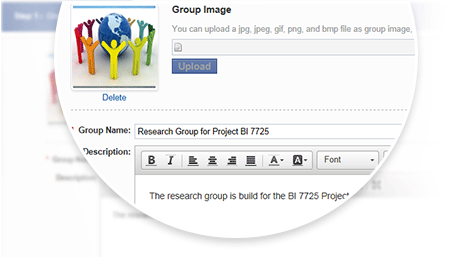 Group Image
You can upload a jpg, jpeg, gif, png, and bmp file as group image,
Upload
Delete
* Group Name: Research Group for Project BI 7725
Description:
B I A A Font
The research group is build for the BI 7725 Project